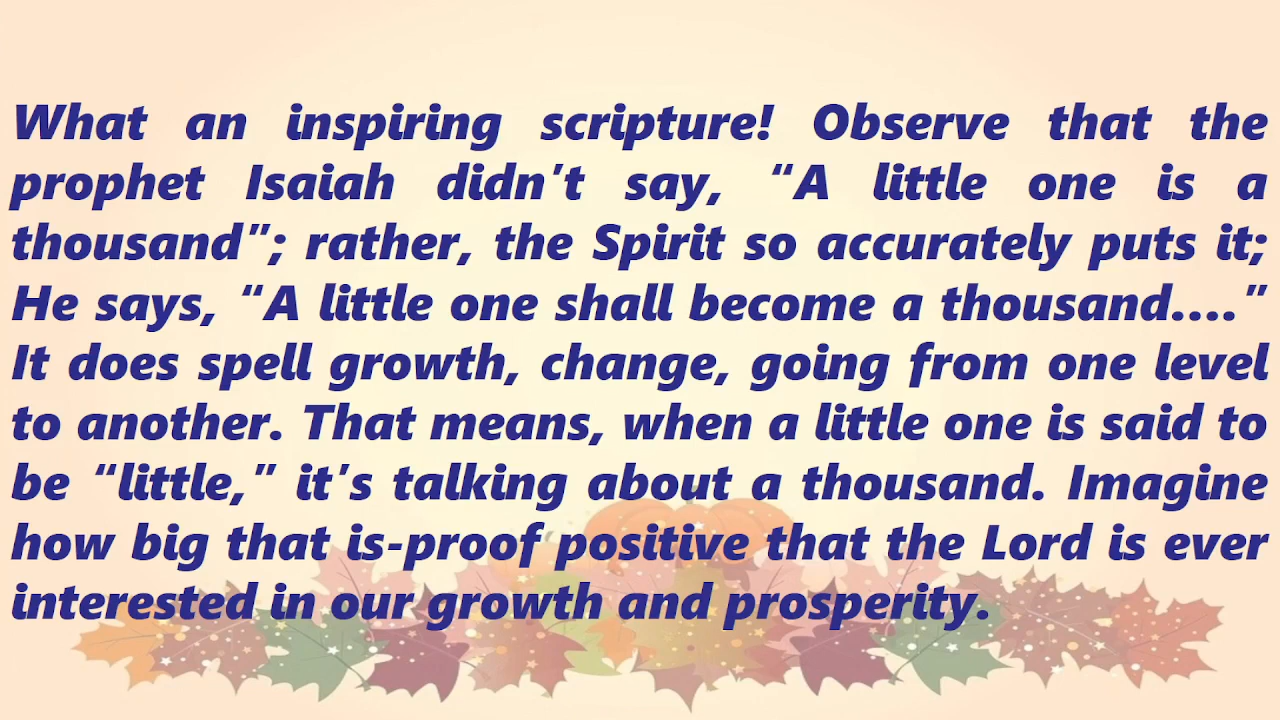 What an inspiring scripture! Observe that the
prophet Isaiah didn’t say, “A little one is a
thousand”; rather, the Spirit so accurately puts it;
He says, “A little one shall become a thousand....”
It does spell growth, change, going from one level
to another. That means, when a little one is said to
be “little,” it’s talking about a thousand. Imagine
how big that is-proof positive that the Lord is ever
interested in our growth and prosperity.